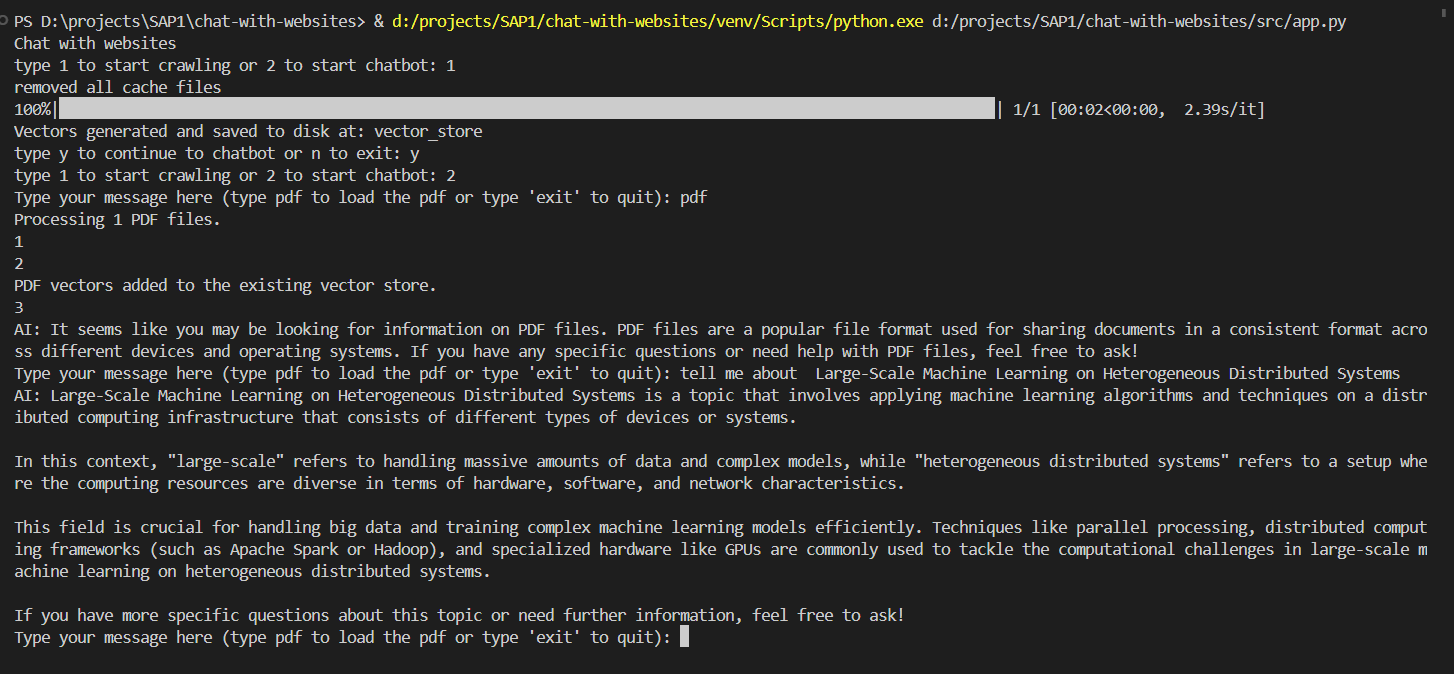 PS D:\projects\SAP1\chat-with-websites> & d:/projects/SAP1/chat-with-websites/venv/Scripts/python.exe d:/projects/SAP1/chat-with-websites/src/app.py
Chat with websites
type 1 to start crawling or 2 to start chatbot: 1
removed all cache files
100%| | 1/1 [00:02<00:00,  2.39s/it]
Vectors generated and saved to disk at: vector_store
type y to continue to chatbot or n to exit: y
type 1 to start crawling or 2 to start chatbot: 2
Type your message here (type pdf to load the pdf or type 'exit' to quit): pdf
Processing 1 PDF files.
1
2
PDF vectors added to the existing vector store.
3
AI: It seems like you may be looking for information on PDF files. PDF files are a popular file format used for sharing documents in a consistent format acro
ss different devices and operating systems. If you have any specific questions or need help with PDF files, feel free to ask!
Type your message here (type pdf to load the pdf or type 'exit' to quit): tell me about  Large-Scale Machine Learning on Heterogeneous Distributed Systems
AI: Large-Scale Machine Learning on Heterogeneous Distributed Systems is a topic that involves applying machine learning algorithms and techniques on a distr
ibuted computing infrastructure that consists of different types of devices or systems.
In this context, "large-scale" refers to handling massive amounts of data and complex models, while "heterogeneous distributed systems" refers to a setup whe
re the computing resources are diverse in terms of hardware, software, and network characteristics.
This field is crucial for handling big data and training complex machine learning models efficiently. Techniques like parallel processing, distributed comput
ing frameworks (such as Apache Spark or Hadoop), and specialized hardware like GPUs are commonly used to tackle the computational challenges in large-scale m
achine learning on heterogeneous distributed systems.
If you have more specific questions about this topic or need further information, feel free to ask!
Type your message here (type pdf to load the pdf or type 'exit' to quit):